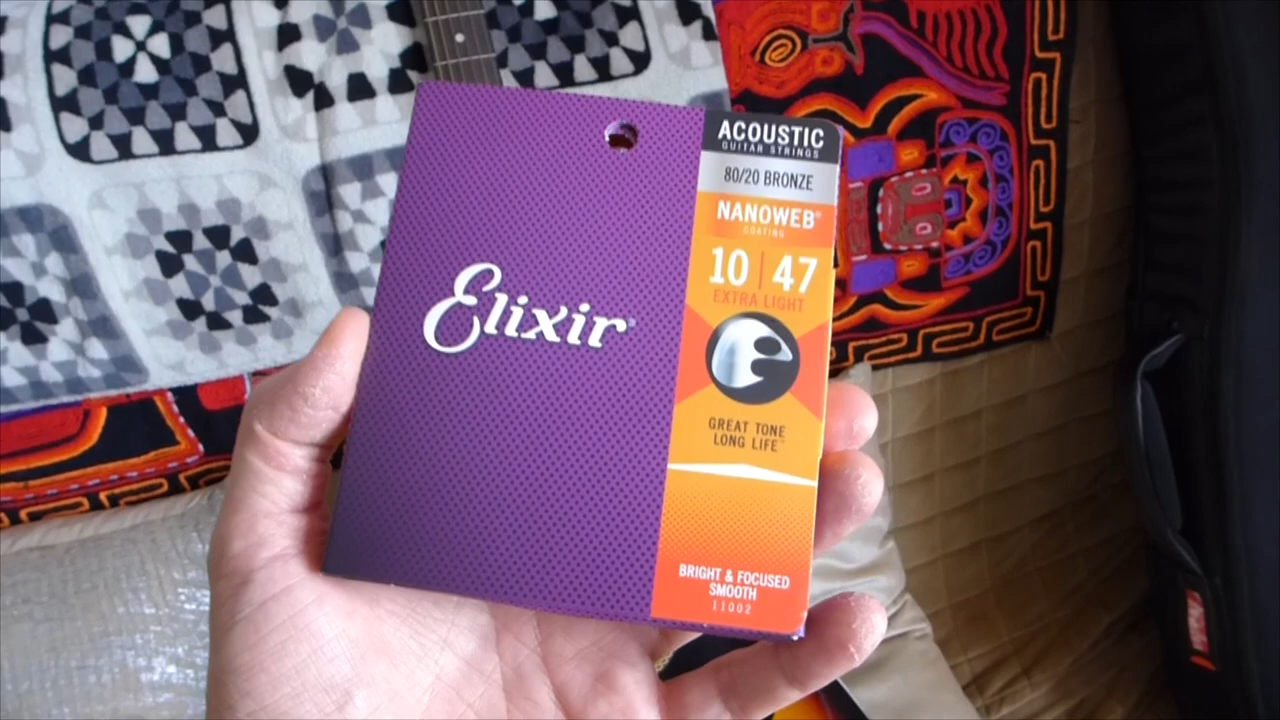 Elixir®
ACOUSTIC
GUITAR STRINGS
80/20 BRONZE
NANOWEB®
COATING
10 | 47
EXTRA LIGHT
GREAT TONE
LONG LIFE™
BRIGHT & FOCUSED
SMOOTH
11002